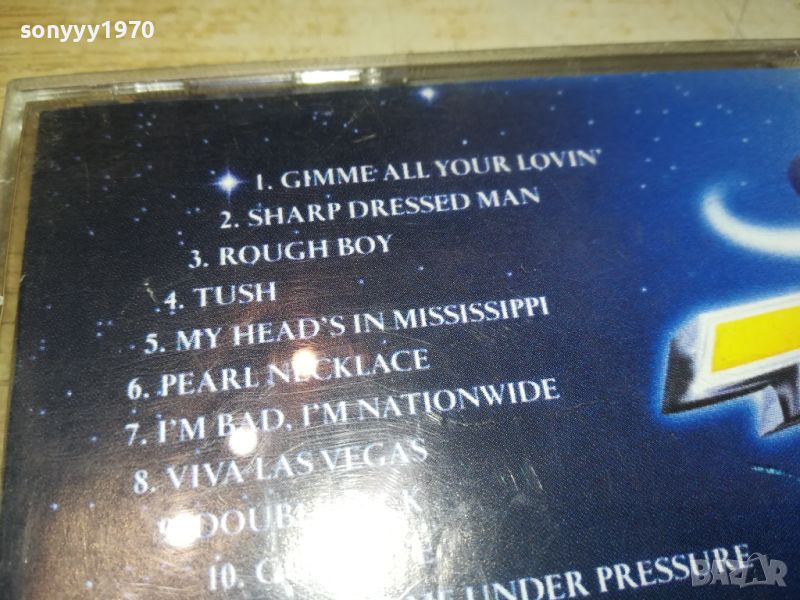 sonyyy1970
1. GIMME ALL YOUR LOVIN'
2. SHARP DRESSED MAN
3. ROUGH BOY
4. TUSH
5. MY HEAD'S IN MISSISSIPPI
6. PEARL NECKLACE
7. I'M BAD, I'M NATIONWIDE
8. VIVA LAS VEGAS
10.
UNDER PRESSURE
BAZAR